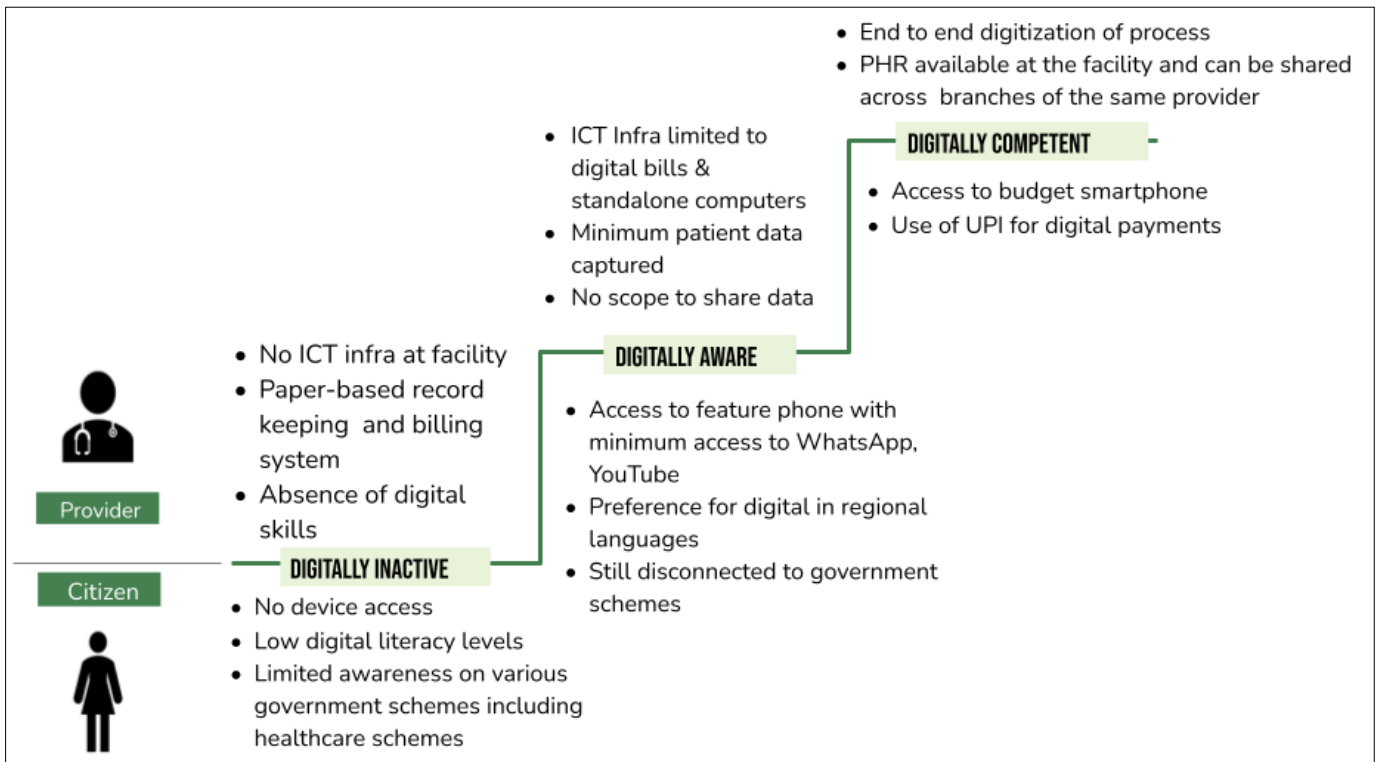 • End to end digitization of process
• PHR available at the facility and can be shared
across branches of the same provider
• ICT Infra limited to
digital bills &
standalone computers
• Minimum patient data
captured
• No scope to share data
DIGITALLY COMPETENT
• Access to budget smartphone
• Use of UPI for digital payments
• No ICT infra at facility
• Paper-based record
keeping and billing
system
• Absence of digital
skills
DIGITALLY AWARE
• Access to feature phone with
minimum access to WhatsApp,
YouTube
• Preference for digital in regional
languages
• Still disconnected to government
schemes
Provider
Citizen
DIGITALLY INACTIVE
• No device access
• Low digital literacy levels
• Limited awareness on various
government schemes including
healthcare schemes